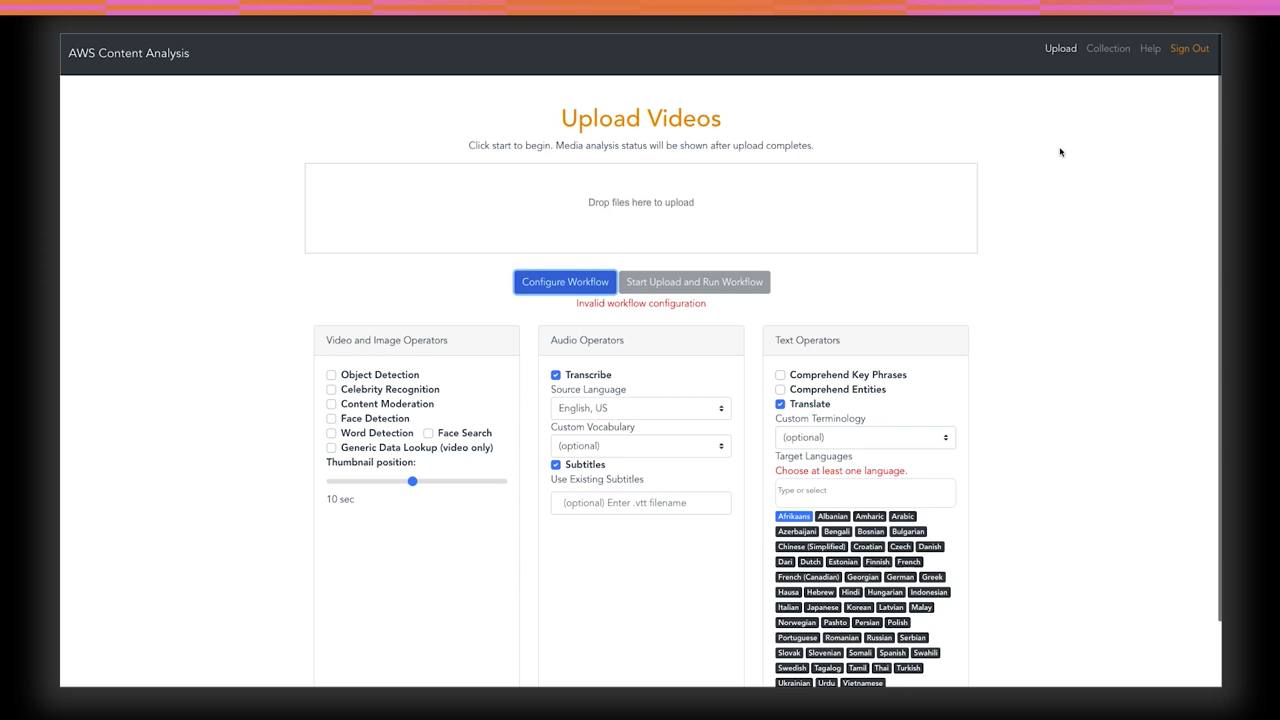 AWS Content Analysis
Upload Collection Help Sign Out
Upload Videos
Click start to begin. Media analysis status will be shown after upload completes.
Drop files here to upload
Configure Workflow Start Upload and Run Workflow
Invalid workflow configuration
Video and Image Operators
Object Detection
Celebrity Recognition
Content Moderation
Face Detection
Word Detection Face Search
Generic Data Lookup (video only)
Thumbnail position:
10 sec
Audio Operators
Transcribe
Source Language
English, US
Custom Vocabulary
(optional)
Subtitles
Use Existing Subtitles
(optional) Enter .vtt filename
Text Operators
Comprehend Key Phrases
Comprehend Entities
Translate
Custom Terminology
(optional)
Target Languages
Choose at least one language.
Type or select
Afrikaans Albanian Amharic Arabic
Azerbaijani Bengali Bosnian Bulgarian
Chinese (Simplified) Croatian Czech Danish
Dari Dutch Estonian Finnish French
French (Canadian) Georgian German Greek
Hausa Hebrew Hindi Hungarian Indonesian
Italian Japanese Korean Latvian Malay
Norwegian Pashto Persian Polish
Portuguese Romanian Russian Serbian
Slovak Slovenian Somali Spanish Swahili
Swedish Tagalog Tamil Thai Turkish
Ukrainian Urdu Vietnamese